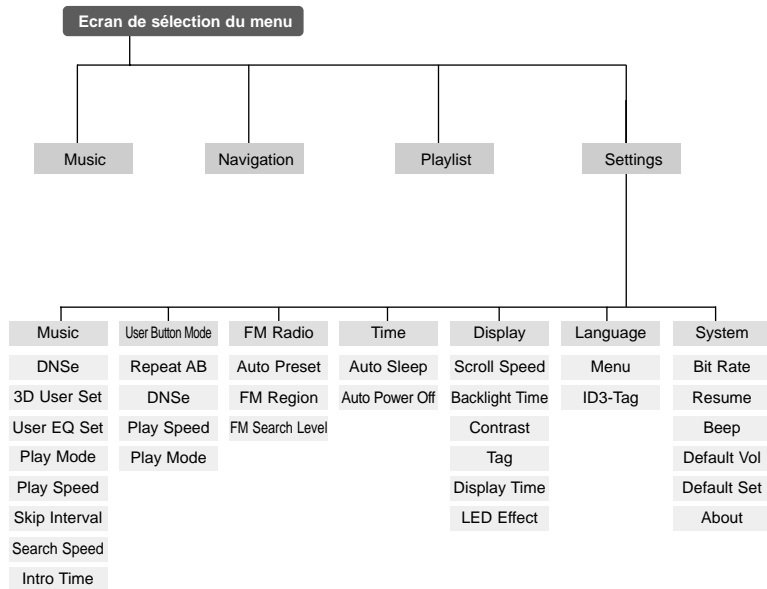 Ecran de sélection du menu
Music
Navigation
Playlist
Settings
Music
User Button Mode
FM Radio
Time
Display
Language
System
DNSe
Repeat AB
Auto Preset
Auto Sleep
Scroll Speed
Menu
Bit Rate
3D User Set
DNSe
FM Region
Auto Power Off
Backlight Time
ID3-Tag
Resume
User EQ Set
Play Speed
FM Search Level
Contrast
Beep
Play Mode
Play Mode
Tag
Default Vol
Play Speed
Display Time
Default Set
Skip Interval
LED Effect
About
Search Speed
Intro Time